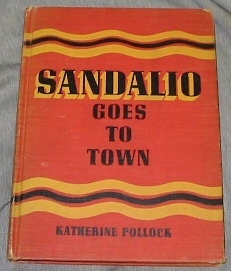 SANDALIO
GOES
TO
TOWN
KATHERINE POLLOCK